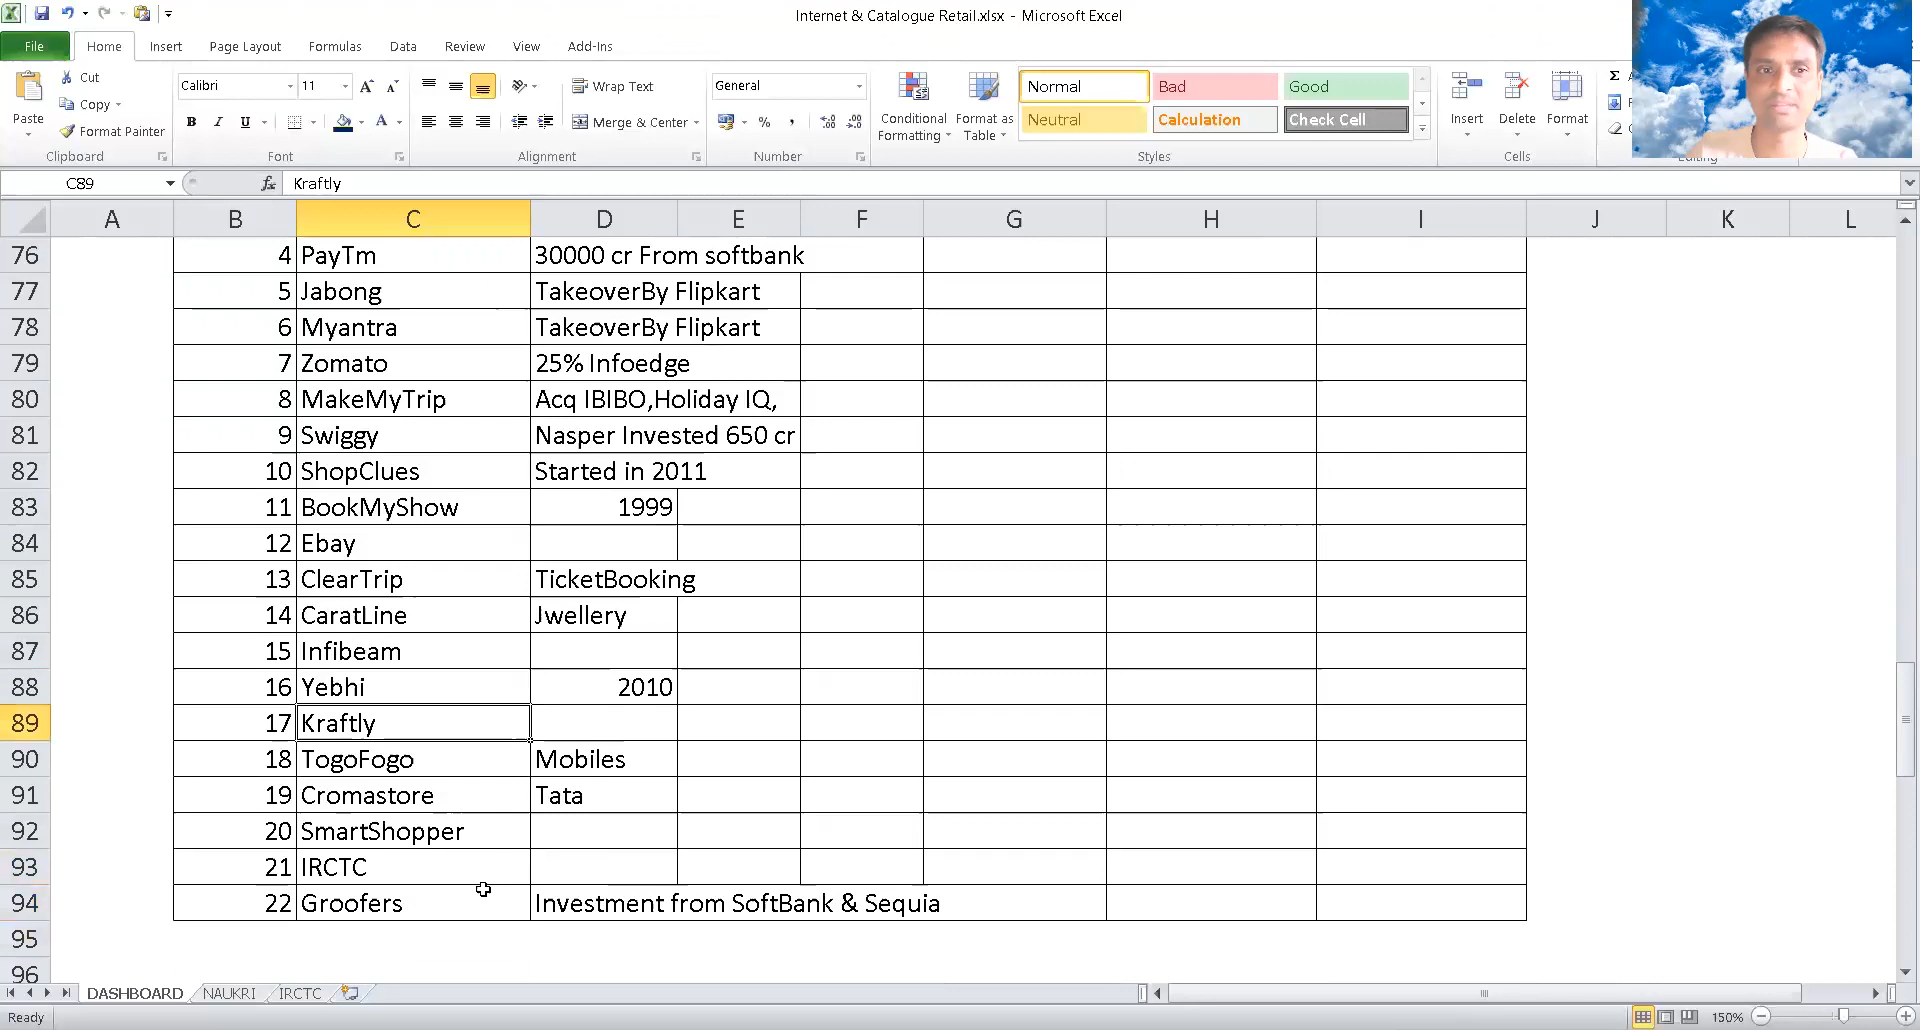 Internet & Catalogue Retail.xlsx - Microsoft Excel
File Home Insert Page Layout Formulas Data Review View Add-Ins
Paste
Cut
Copy
Format Painter
Clipboard
Calibri 11
B I U
Font
Wrap Text
Merge & Center
Alignment
General
Number
Conditional Formatting
Format as Table
Normal Bad Good
Neutral Calculation Check Cell
Styles
Insert Delete Format
Cells
C89 fx Kraftly
A B C D E F G H I J K L
76 4 PayTm 30000 cr From softbank
77 5 Jabong TakeoverBy Flipkart
78 6 Myantra TakeoverBy Flipkart
79 7 Zomato 25% Infoedge
80 8 MakeMyTrip Acq IBIBO,Holiday IQ,
81 9 Swiggy Nasper Invested 650 cr
82 10 ShopClues Started in 2011
83 11 BookMyShow 1999
84 12 Ebay
85 13 ClearTrip TicketBooking
86 14 CaratLine Jwellery
87 15 Infibeam
88 16 Yebhi 2010
89 17 Kraftly
90 18 TogoFogo Mobiles
91 19 Cromastore Tata
92 20 SmartShopper
93 21 IRCTC
94 22 Groofers Investment from SoftBank & Sequia
95
96
DASHBOARD NAUKRI IRCTC
Ready 150%